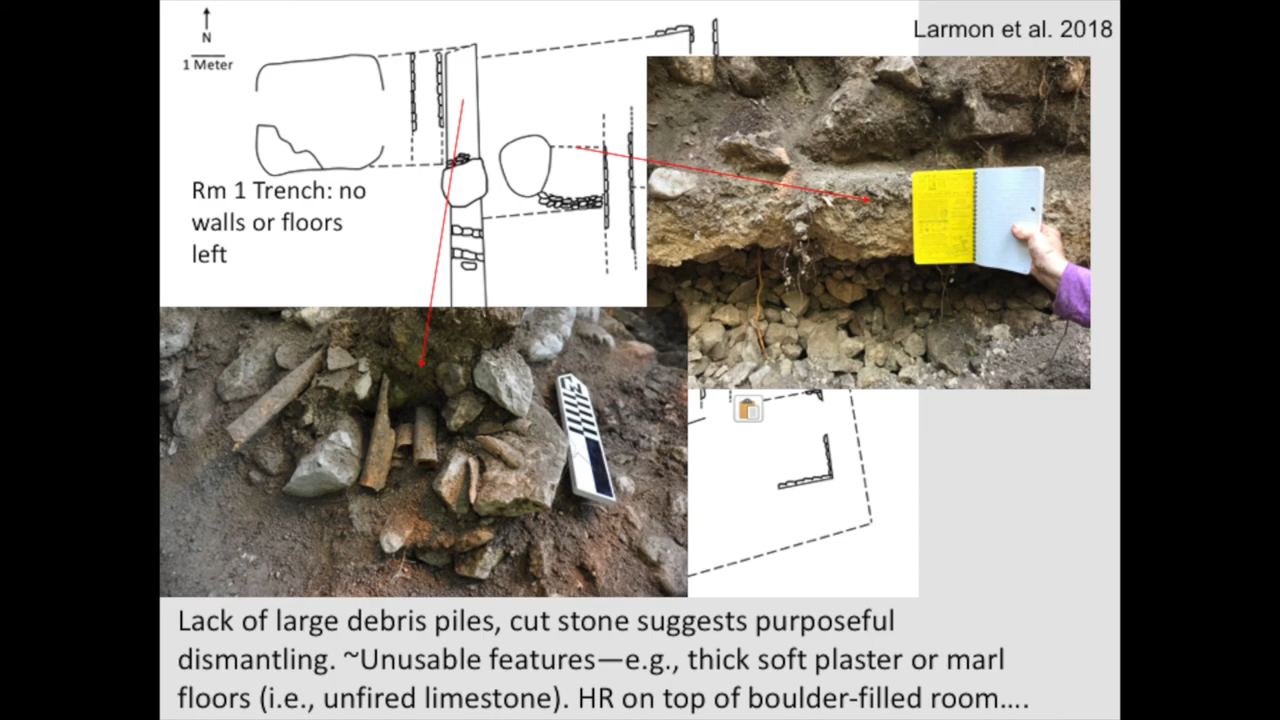 Larmon et al. 2018
N
1 Meter
Rm 1 Trench: no
walls or floors
left
Lack of large debris piles, cut stone suggests purposeful
dismantling. ~Unusable features—e.g., thick soft plaster or marl
floors (i.e., unfired limestone). HR on top of boulder-filled room....